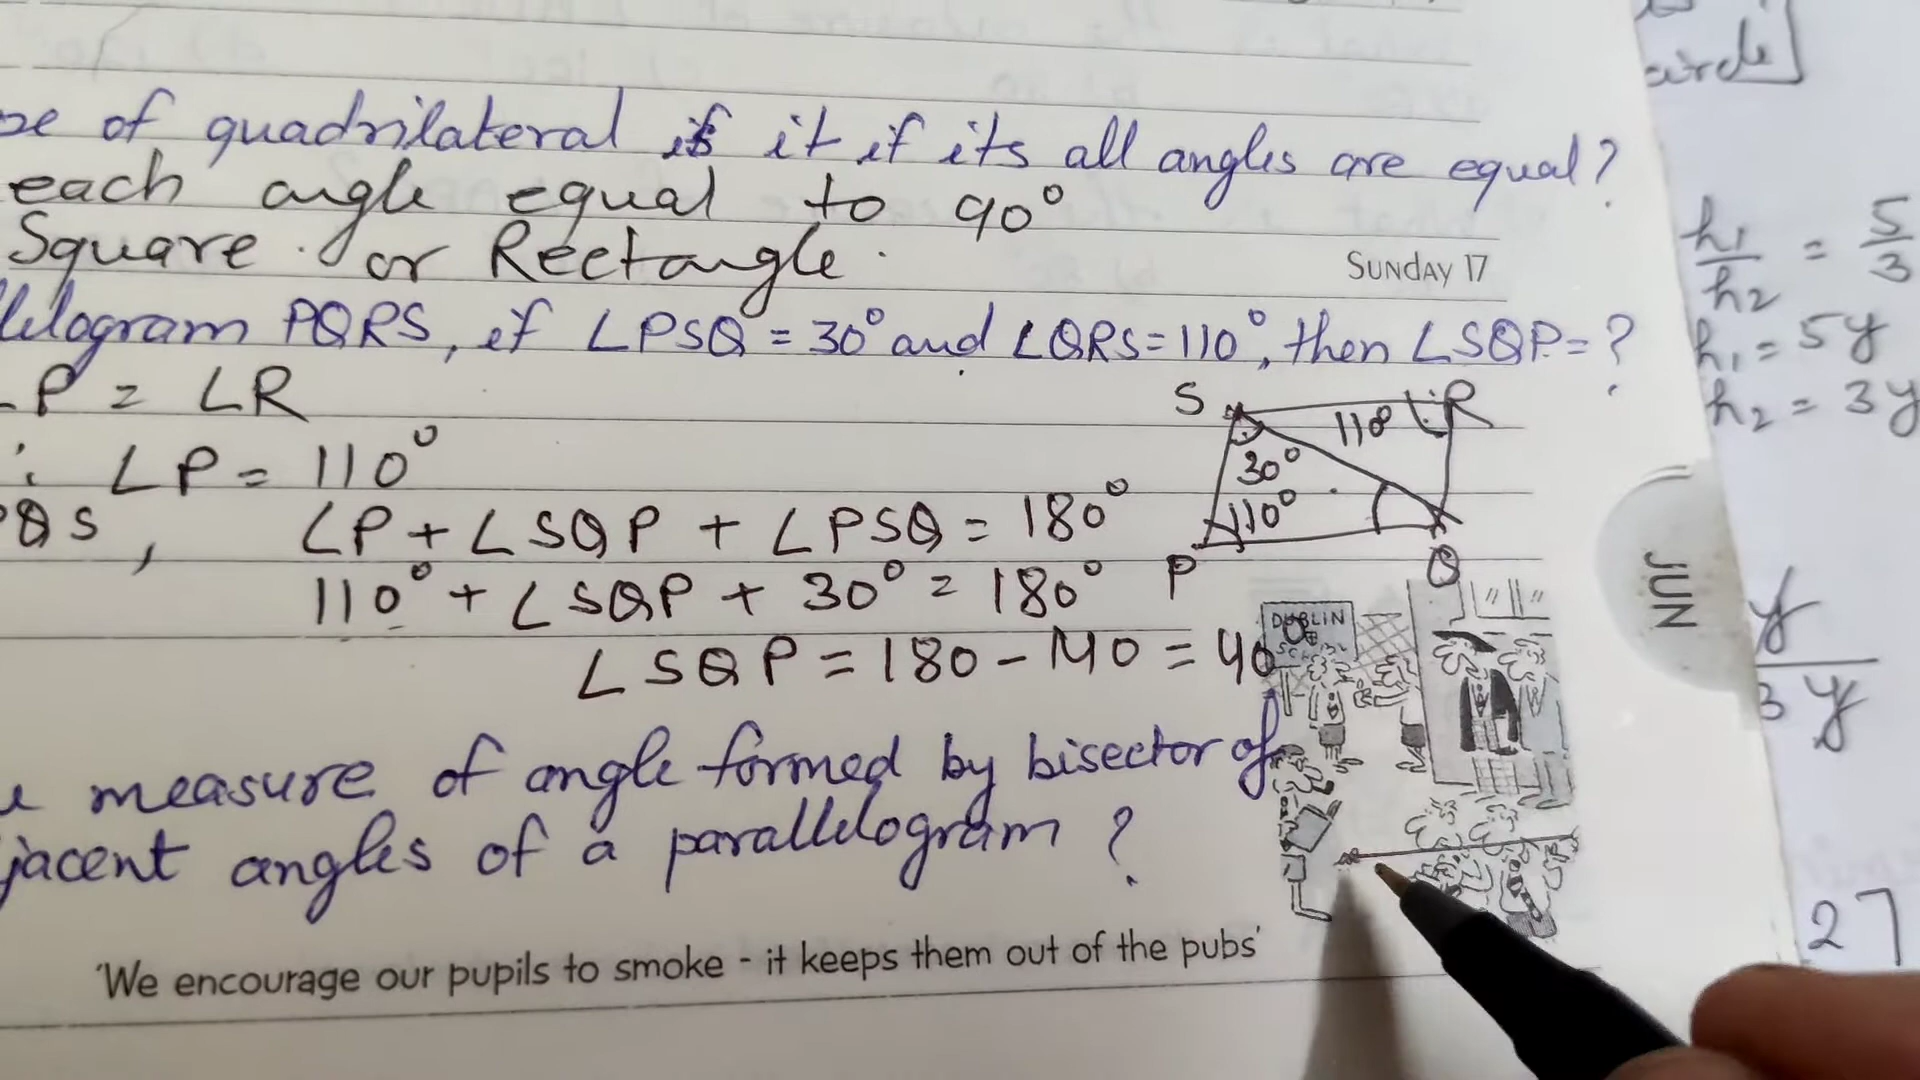 of quadrilateral is it if its all angles are equal?
each angle equal to 90°
Square or Rectangle.
SUNDAY 17
PQRS, if ∠PSQ = 30° and ∠QRS = 110°, then ∠SQP = ?
P = ∠R
∴ ∠P = 110°
PQS, ∠P + ∠SQP + ∠PSQ = 180°
110° + ∠SQP + 30° = 180°
∠SQP = 180 - 140 = 40°
S R
110°
30°
110°
P Q
DUBLIN
measure of angle formed by bisector of
angles of a parallelogram ?
'We encourage our pupils to smoke - it keeps them out of the pubs'
JUN
circle]
h1/h2 = 5/3
h1 = 5y
h2 = 3y
y
3y
27